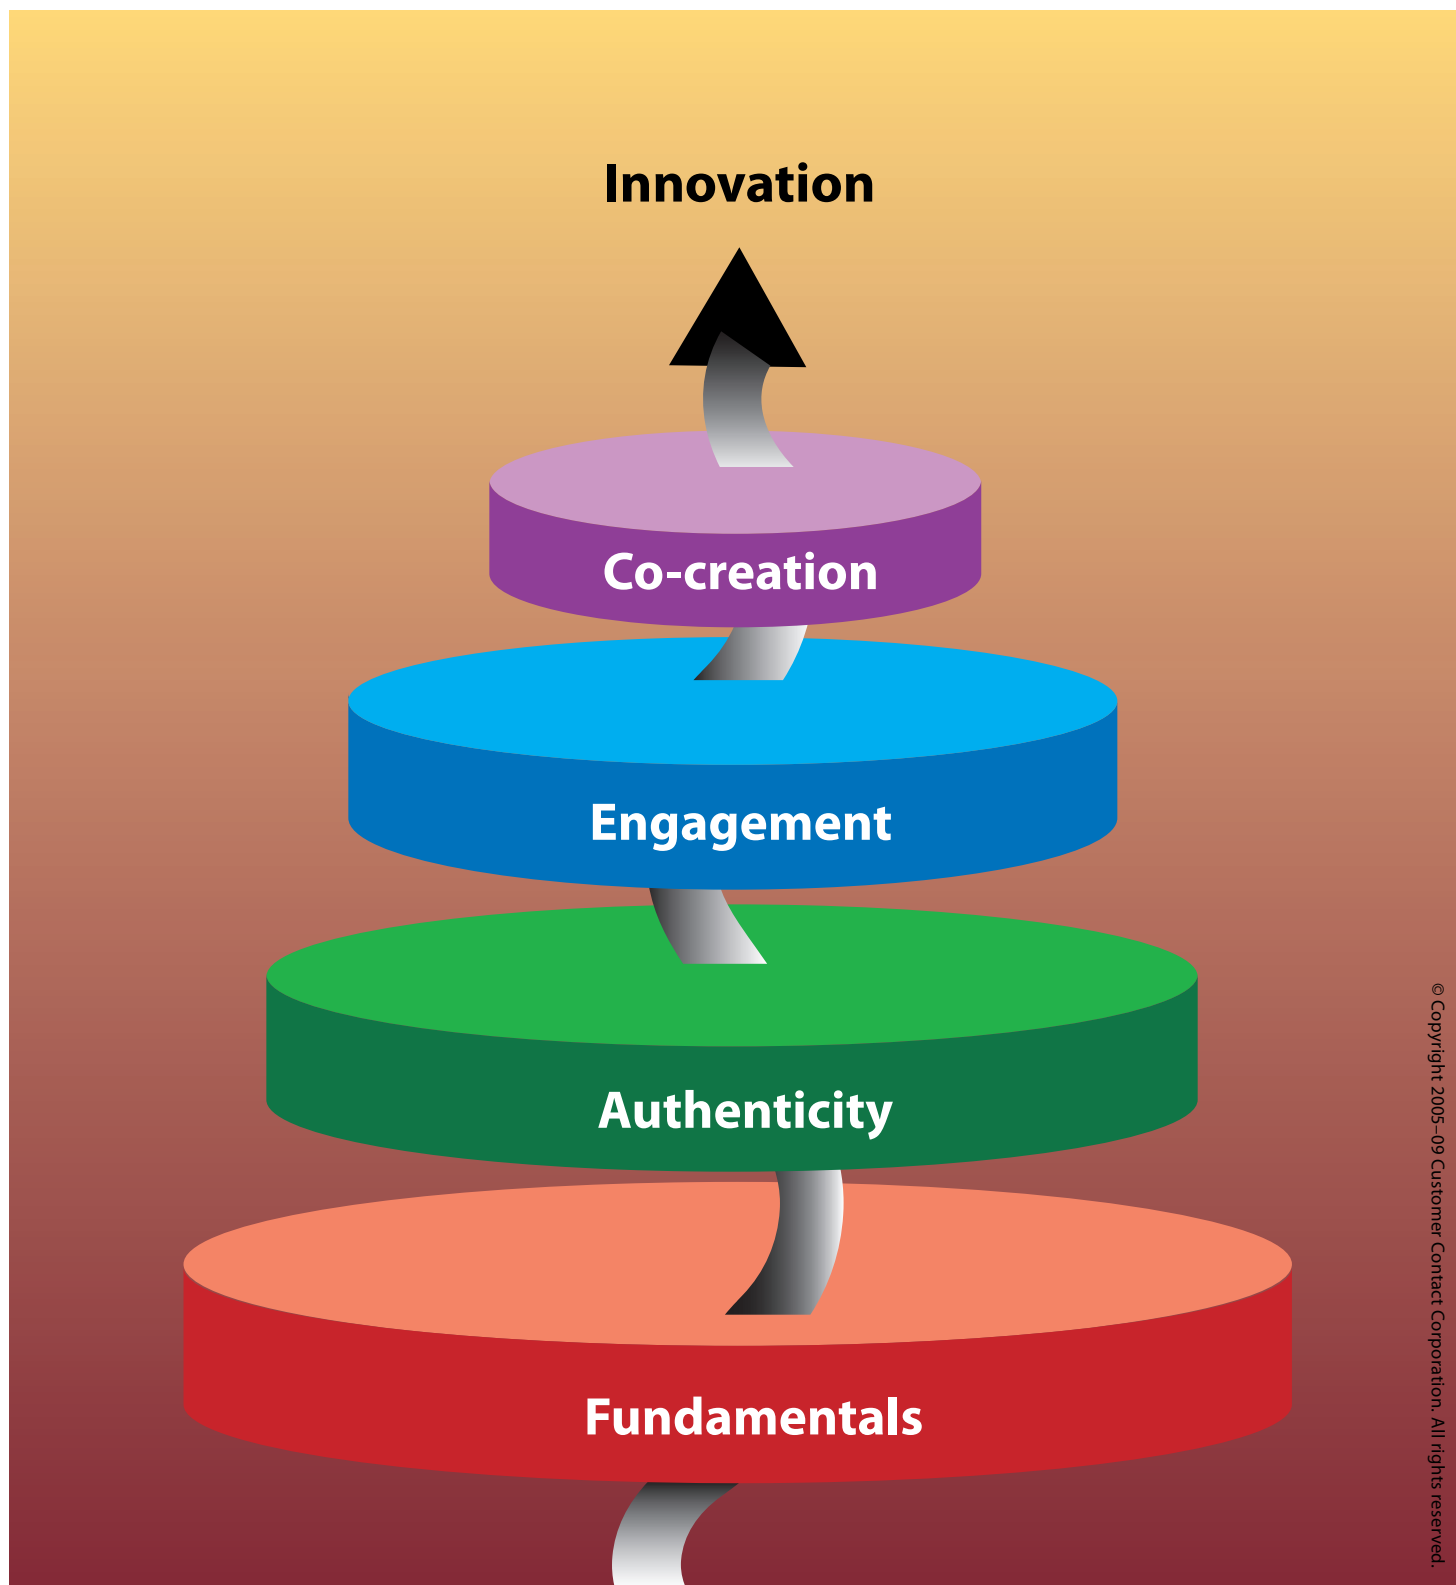 Innovation
Co-creation
Engagement
Authenticity
Fundamentals
© Copyright 2005–09 Customer Contact Corporation. All rights reserved.